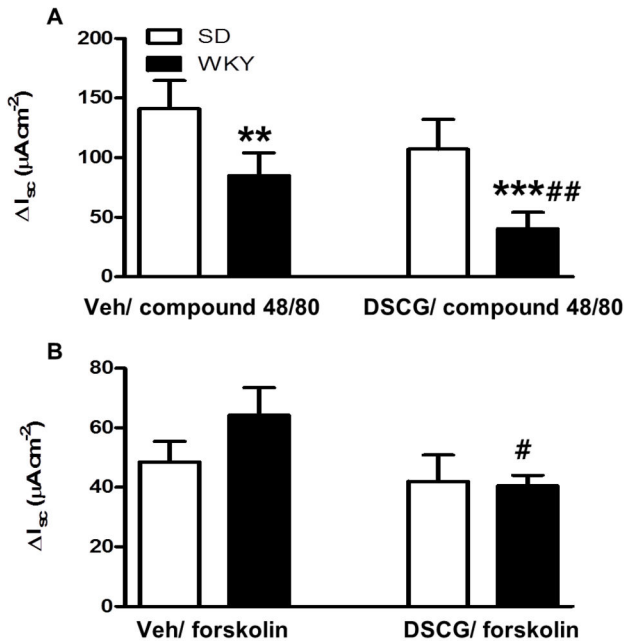 A
SD
WKY
200
150
100
50
0
ΔIsc (μAcm-2)
**
***##
Veh/ compound 48/80 DSCG/ compound 48/80
B
80
60
40
20
0
ΔIsc (μAcm-2)
#
Veh/ forskolin DSCG/ forskolin